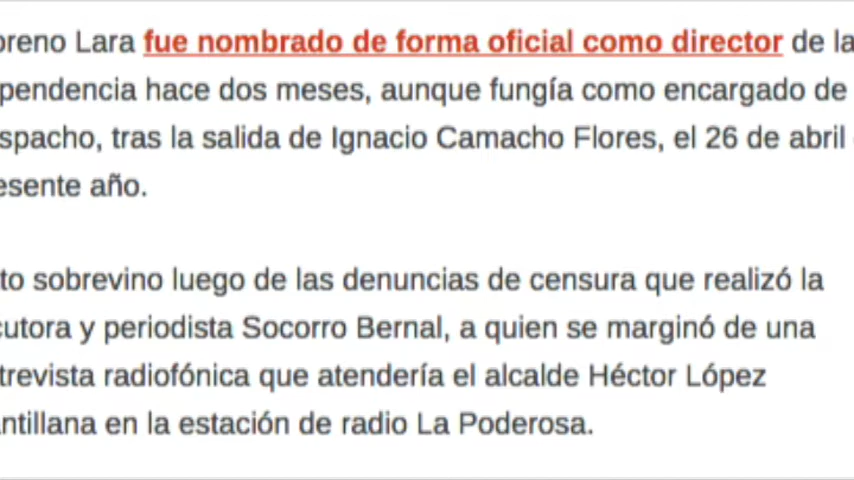 oreno Lara fue nombrado de forma oficial como director de la
pendencia hace dos meses, aunque fungía como encargado de
spacho, tras la salida de Ignacio Camacho Flores, el 26 de abril
esente año.
to sobrevino luego de las denuncias de censura que realizó la
cutora y periodista Socorro Bernal, a quien se marginó de una
trevista radiofónica que atendería el alcalde Héctor López
ntillana en la estación de radio La Poderosa.